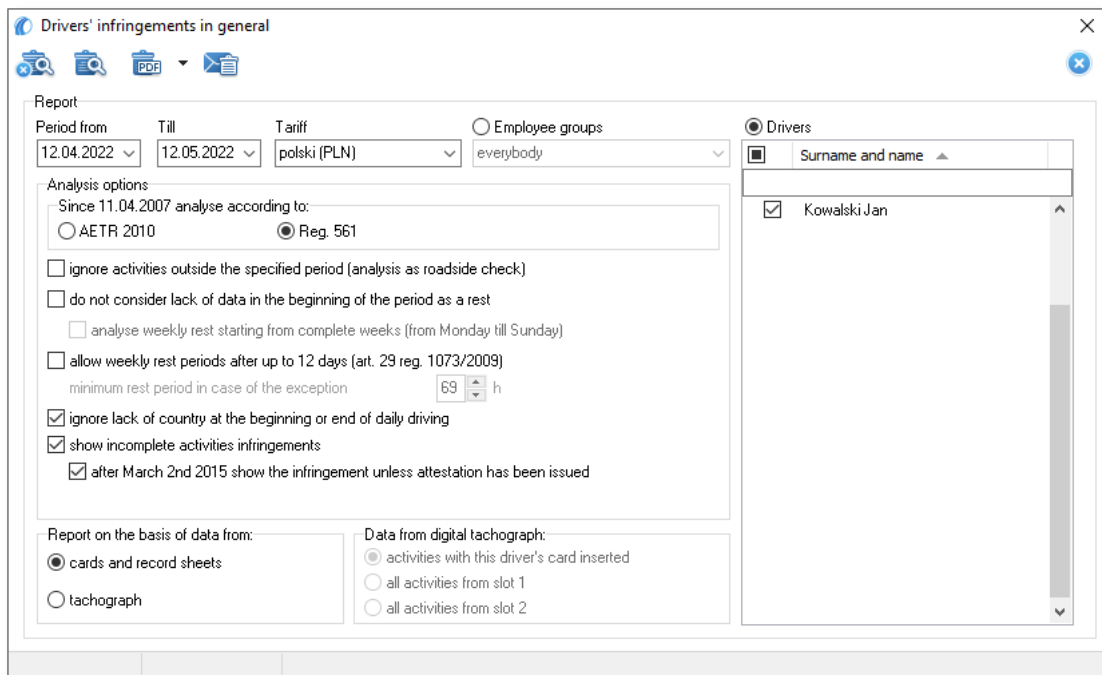 Drivers' infringements in general
PDF
Report
Period from Till Tariff Employee groups Drivers
12.04.2022 12.05.2022 polski (PLN) everybody Surname and name
Analysis options
Since 11.04.2007 analyse according to:
AETR 2010 Reg. 561
Kowalski Jan
ignore activities outside the specified period (analysis as roadside check)
do not consider lack of data in the beginning of the period as a rest
analyse weekly rest starting from complete weeks (from Monday till Sunday)
allow weekly rest periods after up to 12 days (art. 29 reg. 1073/2009)
minimum rest period in case of the exception 69 h
ignore lack of country at the beginning or end of daily driving
show incomplete activities infringements
after March 2nd 2015 show the infringement unless attestation has been issued
Report on the basis of data from:
cards and record sheets
tachograph
Data from digital tachograph:
activities with this driver's card inserted
all activities from slot 1
all activities from slot 2